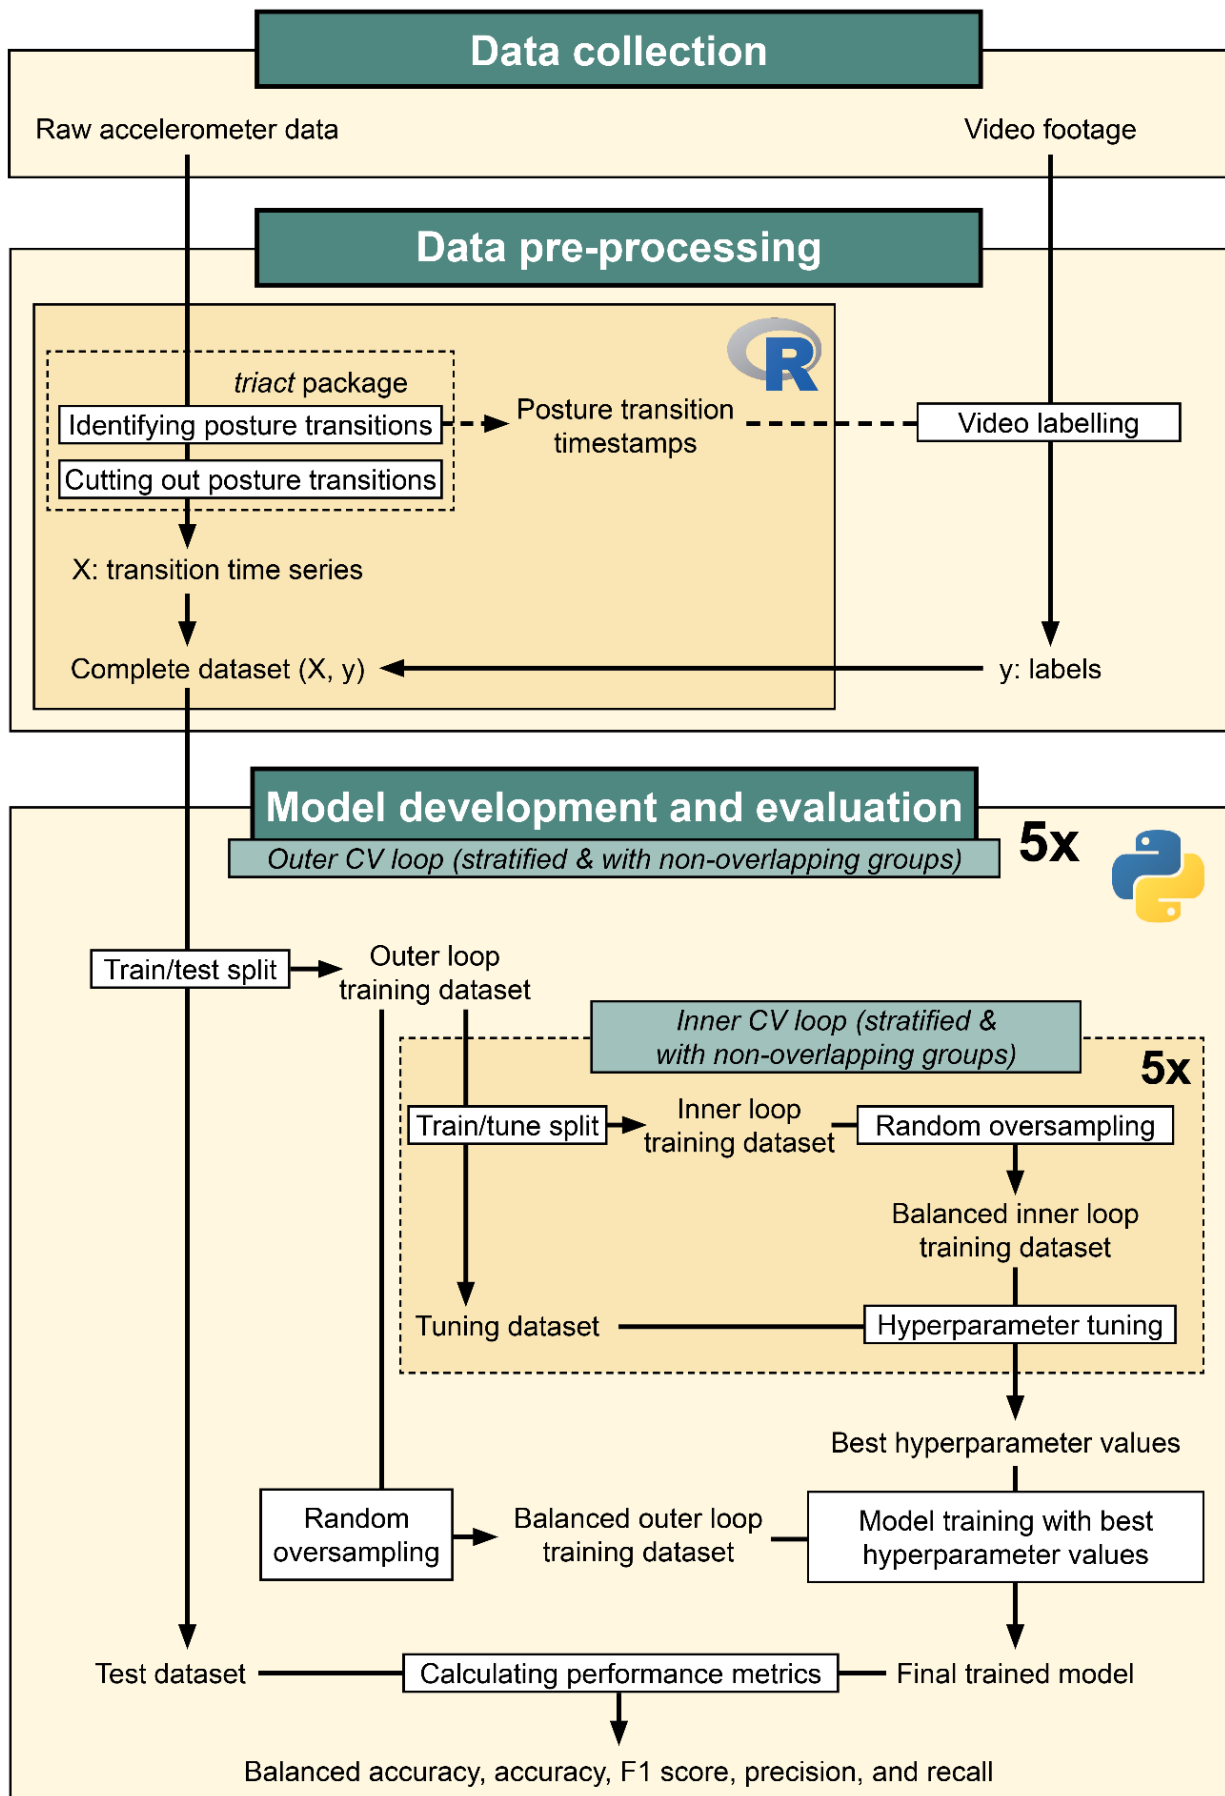 Data collection
Raw accelerometer data
Video footage
Data pre-processing
R
triact package
Identifying posture transitions
Posture transition
timestamps
Video labelling
Cutting out posture transitions
X: transition time series
Complete dataset (X, y)
y: labels
Model development and evaluation
Outer CV loop (stratified & with non-overlapping groups)
5x
Train/test split
Outer loop
training dataset
Inner CV loop (stratified &
with non-overlapping groups)
5x
Train/tune split
Inner loop
training dataset
Random oversampling
Balanced inner loop
training dataset
Tuning dataset
Hyperparameter tuning
Best hyperparameter values
Random
oversampling
Balanced outer loop
training dataset
Model training with best
hyperparameter values
Test dataset
Calculating performance metrics
Final trained model
Balanced accuracy, accuracy, F1 score, precision, and recall